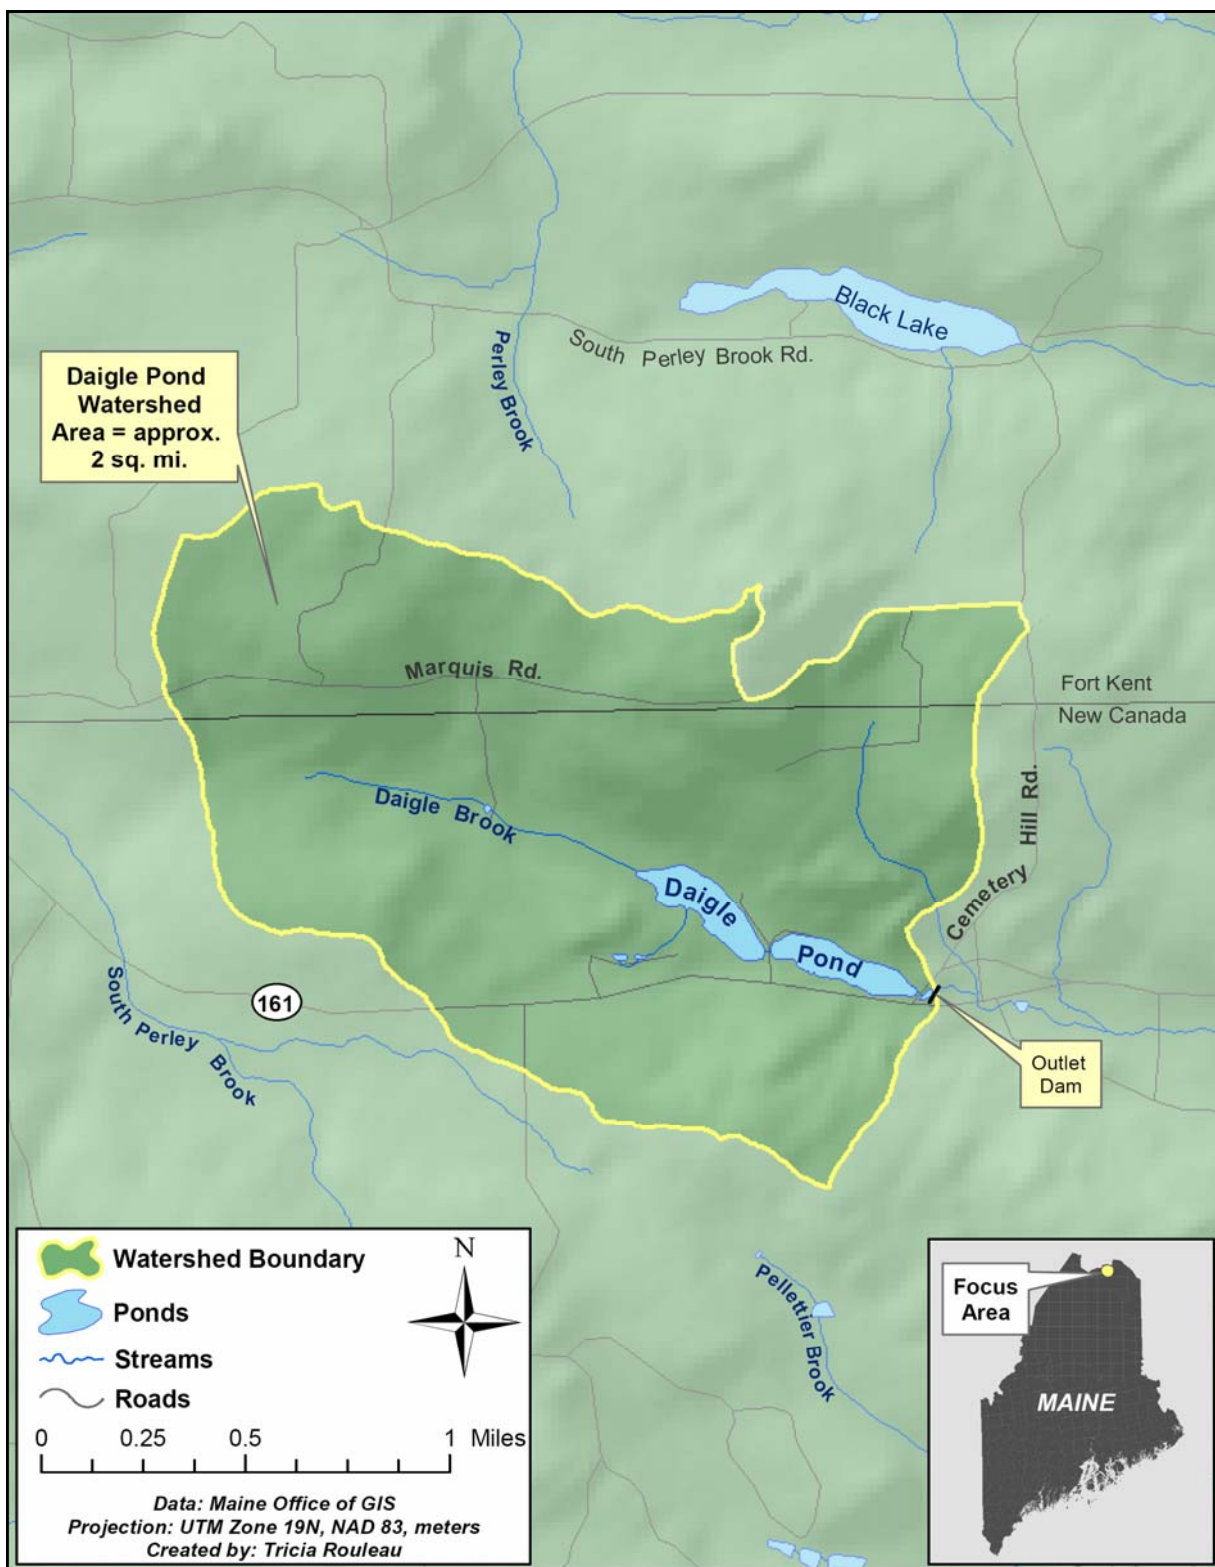 Black Lake
South Perley Brook Rd.
Perley Brook
Daigle Pond
Watershed
Area = approx.
2 sq. mi.
Marquis Rd.
Fort Kent
New Canada
Daigle Brook
Cemetery Hill Rd.
Daigle
Pond
161
South Perley Brook
Outlet
Dam
Pellettier Brook
Watershed Boundary
Ponds
Streams
Roads
N
0 0.25 0.5 1 Miles
Data: Maine Office of GIS
Projection: UTM Zone 19N, NAD 83, meters
Created by: Tricia Rouleau
Focus
Area
MAINE